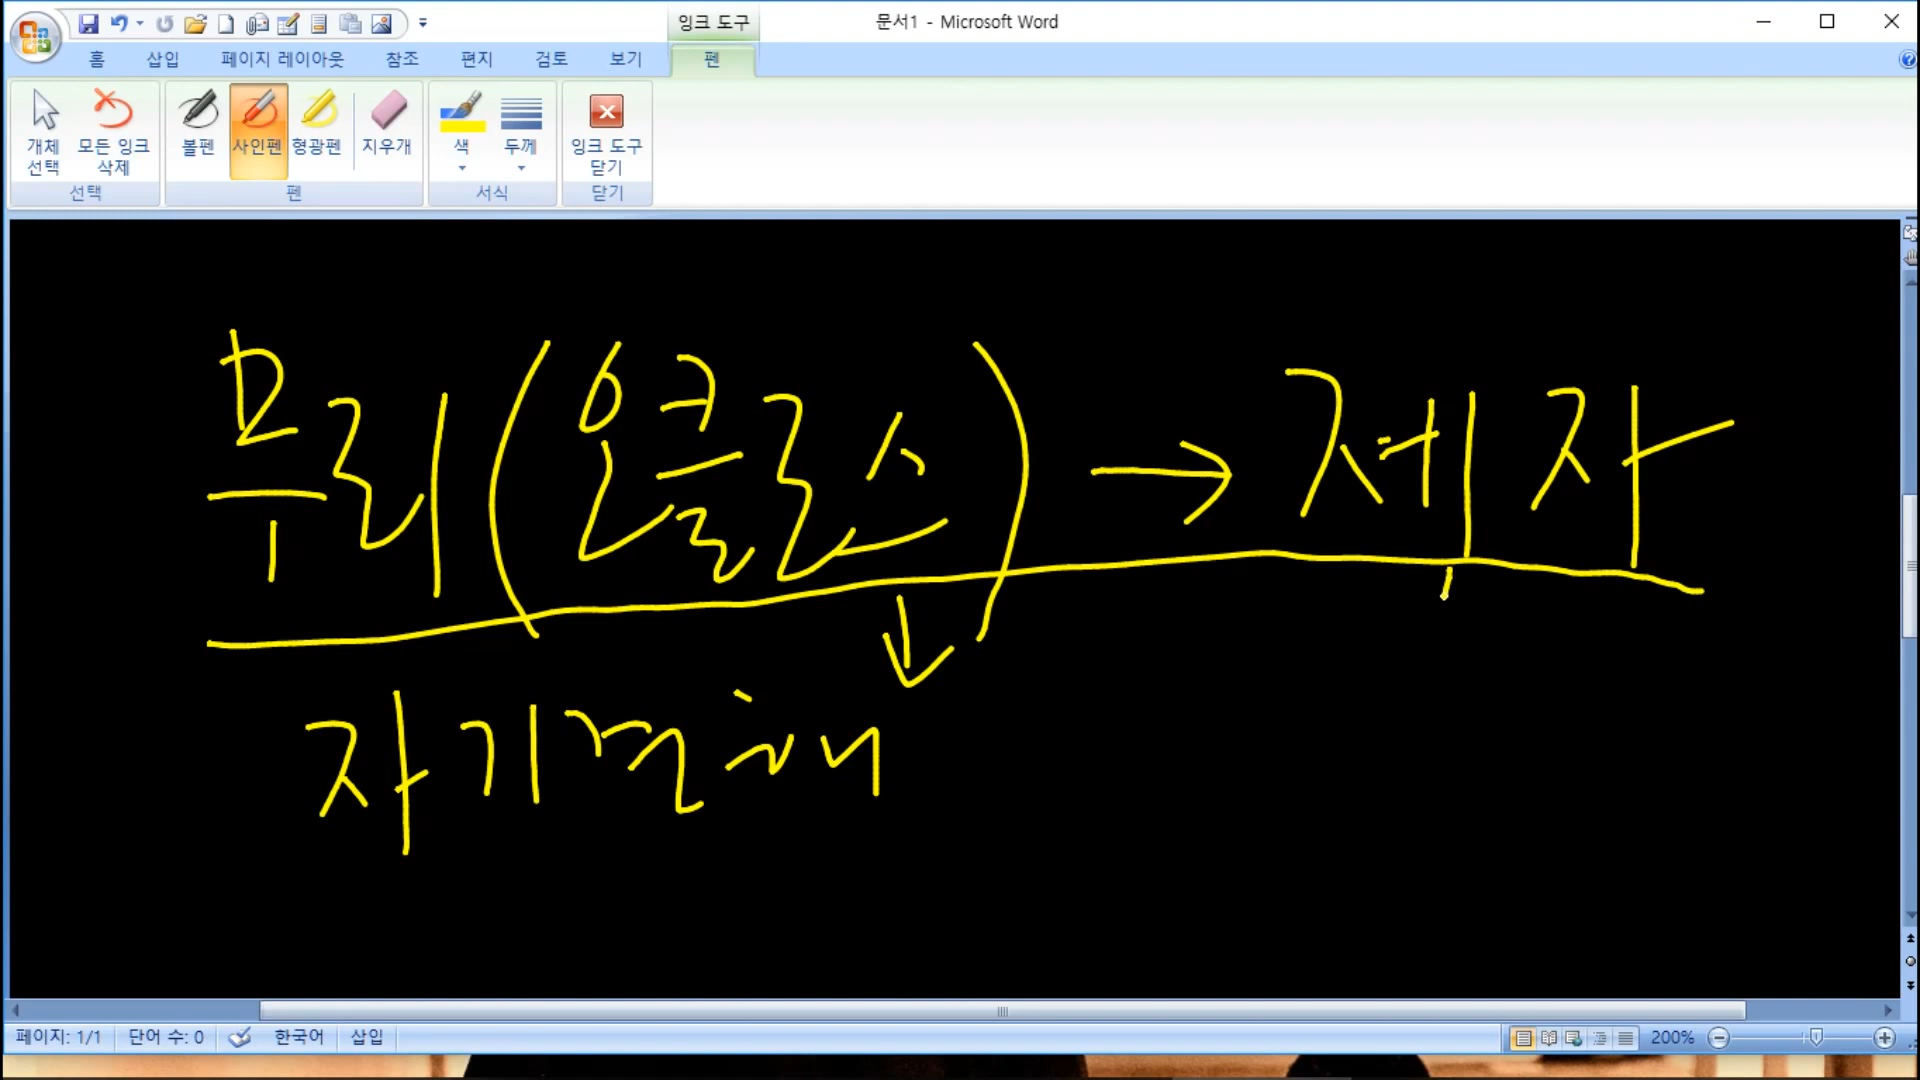 잉크 도구
문서1 - Microsoft Word
홈 삽입 페이지 레이아웃 참조 편지 검토 보기 펜
개체 선택
모든 잉크 삭제
볼펜 사인펜 형광펜 지우개
색 두께
잉크 도구 닫기
선택 펜 서식 닫기
무리(오클로스) → 제자
↓
자기
페이지: 1/1 단어 수: 0 한국어 삽입
200%